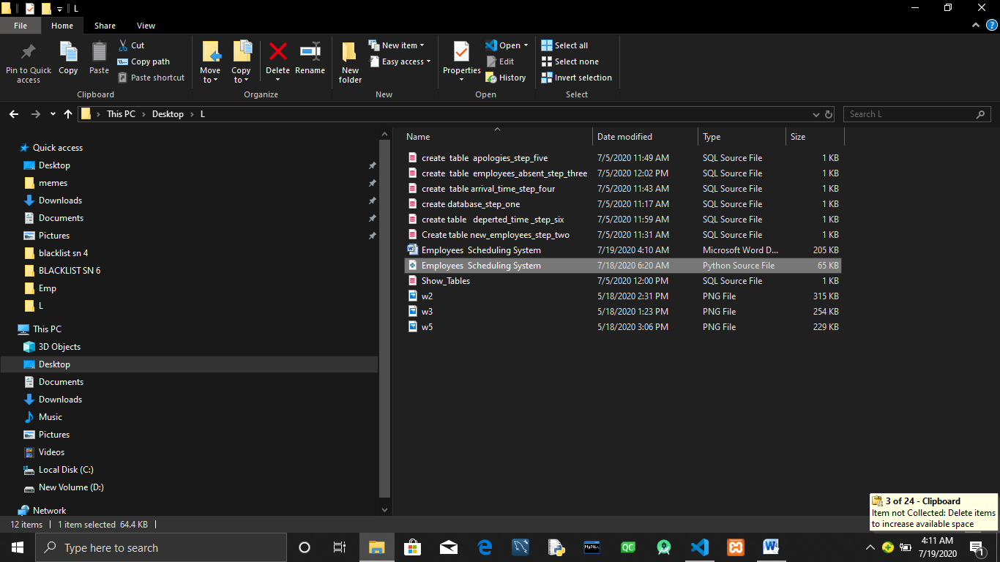 L
File Home Share View
Pin to Quick access
Copy
Paste
Cut
Copy path
Paste shortcut
Clipboard
Move to
Copy to
Delete
Rename
Organize
New folder
New item
Easy access
New
Properties
Open
Edit
History
Open
Select all
Select none
Invert selection
Select
This PC > Desktop > L
Search L
Quick access
Desktop
memes
Downloads
Documents
Pictures
blacklist sn 4
BLACKLIST SN 6
Emp
L
This PC
3D Objects
Desktop
Documents
Downloads
Music
Pictures
Videos
Local Disk (C:)
New Volume (D:)
Network
Name Date modified Type Size
create  table  apologies_step_five 7/5/2020 11:49 AM SQL Source File 1 KB
create  table  employees_absent_step_three 7/5/2020 12:02 PM SQL Source File 1 KB
create  table arrival_time_step_four 7/5/2020 11:43 AM SQL Source File 1 KB
create database_step_one 7/5/2020 11:17 AM SQL Source File 1 KB
create table   deperted_time _step_six 7/5/2020 11:59 AM SQL Source File 1 KB
Create table new_employees_step_two 7/5/2020 11:31 AM SQL Source File 1 KB
Employees  Scheduling System 7/19/2020 4:10 AM Microsoft Word D... 205 KB
Employees  Scheduling System 7/18/2020 6:20 AM Python Source File 65 KB
Show_Tables 7/5/2020 12:00 PM SQL Source File 1 KB
w2 5/18/2020 2:31 PM PNG File 315 KB
w3 5/18/2020 1:23 PM PNG File 254 KB
w5 5/18/2020 3:06 PM PNG File 229 KB
3 of 24 - Clipboard
Item not Collected: Delete items
to increase available space
12 items 1 item selected 64.4 KB
Type here to search
MySQL
QC
W
4:11 AM
7/19/2020
1